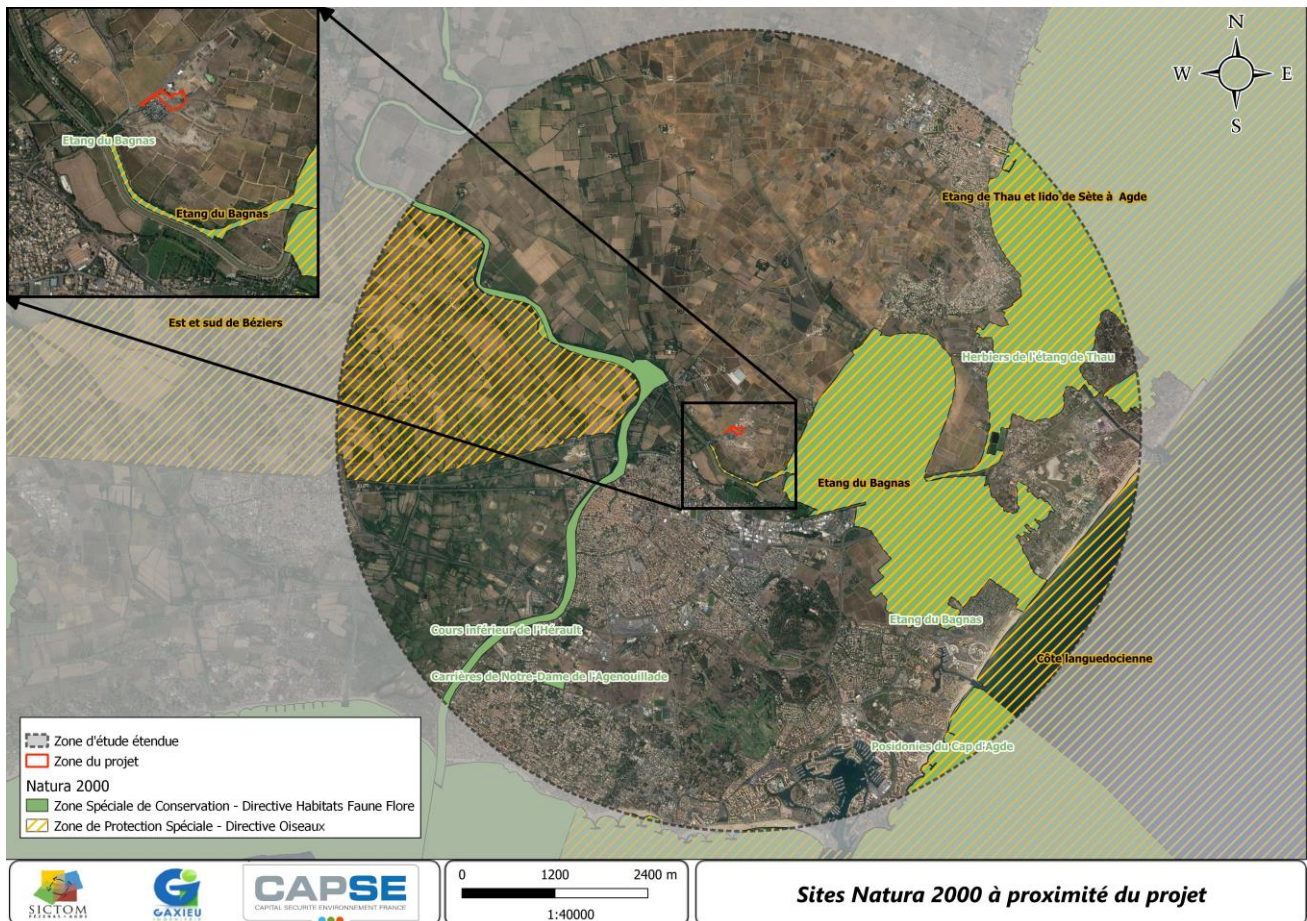 N
W
E
S
Etang du Bagnas
Etang du Bagnas
Etang de Thau et lido de Sète à Agde
Est et sud de Béziers
Herbiers de l'étang de Thau
Etang du Bagnas
Etang du Bagnas
Cours inférieur de l'Hérault
Côte languedocienne
Carrières de Notre-Dame de l'Agenouillade
Posidonies du Cap d'Agde
Zone d'étude étendue
Zone du projet
Natura 2000
Zone Spéciale de Conservation - Directive Habitats Faune Flore
Zone de Protection Spéciale - Directive Oiseaux
SICTOM
PEZENAS-AGDE
GAXIEU
INGÉNIERIE
CAPSE
CAPITAL SECURITE ENVIRONNEMENT FRANCE
0 1200 2400 m
1:40000
Sites Natura 2000 à proximité du projet